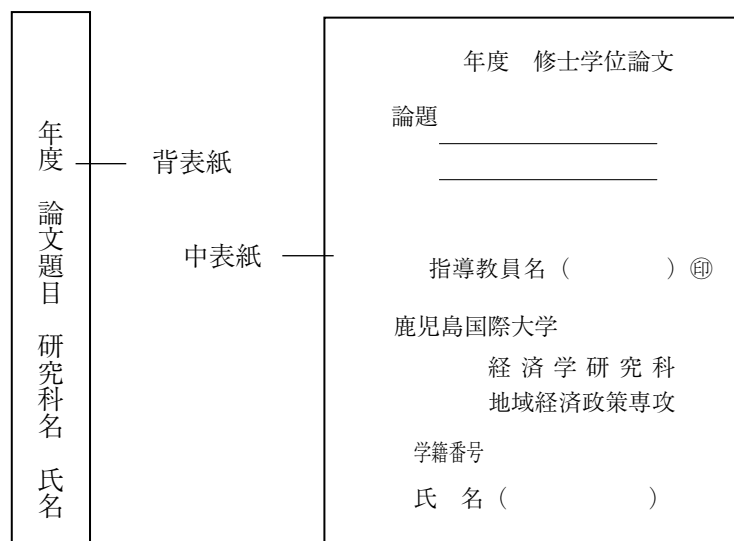 年度 論文題目 研究科名 氏名
背表紙
中表紙
年度 修士学位論文
論題
指導教員名（ ）㊞
鹿児島国際大学
経済学研究科
地域経済政策専攻
学籍番号
氏 名（ ）